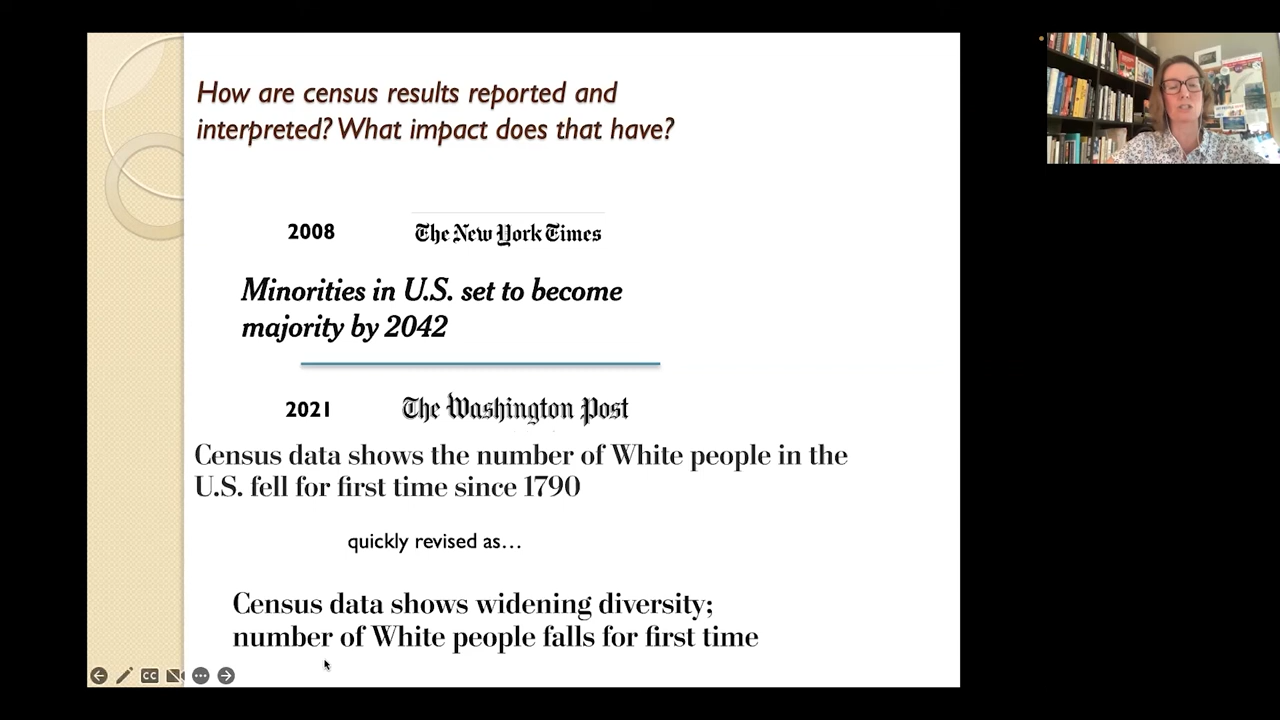 How are census results reported and
interpreted? What impact does that have?
2008 The New York Times
Minorities in U.S. set to become
majority by 2042
2021 The Washington Post
Census data shows the number of White people in the
U.S. fell for first time since 1790
quickly revised as…
Census data shows widening diversity;
number of White people falls for first time
CC